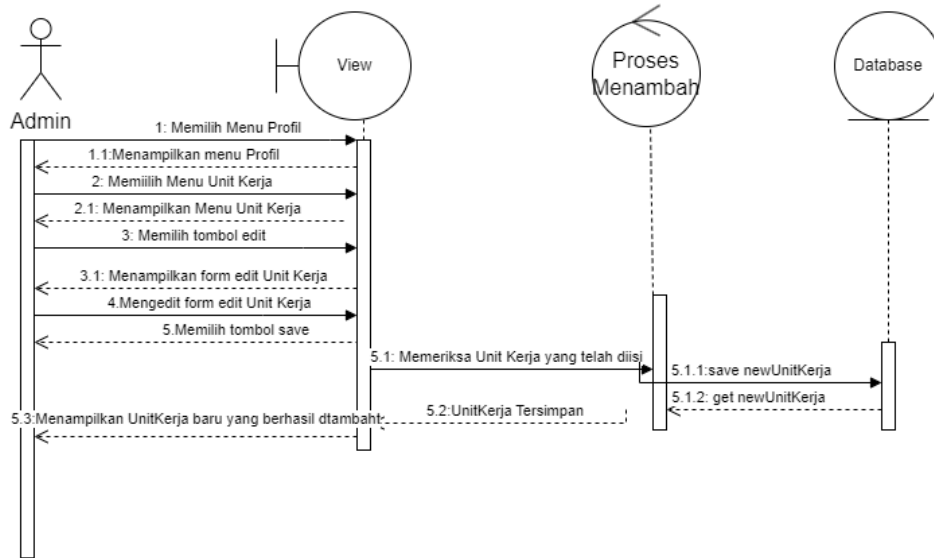 View
Proses
Menambah
Database
Admin
1: Memilih Menu Profil
1.1:Menampilkan menu Profil
2: Memiilih Menu Unit Kerja
2.1: Menampilkan Menu Unit Kerja
3: Memilih tombol edit
3.1: Menampilkan form edit Unit Kerja
4.Mengedit form edit Unit Kerja
5.Memilih tombol save
5.1: Memeriksa Unit Kerja yang telah diisi
5.1.1:save newUnitKerja
5.1.2: get newUnitKerja
5.2:UnitKerja Tersimpan
5.3:Menampilkan UnitKerja baru yang berhasil dtambaht